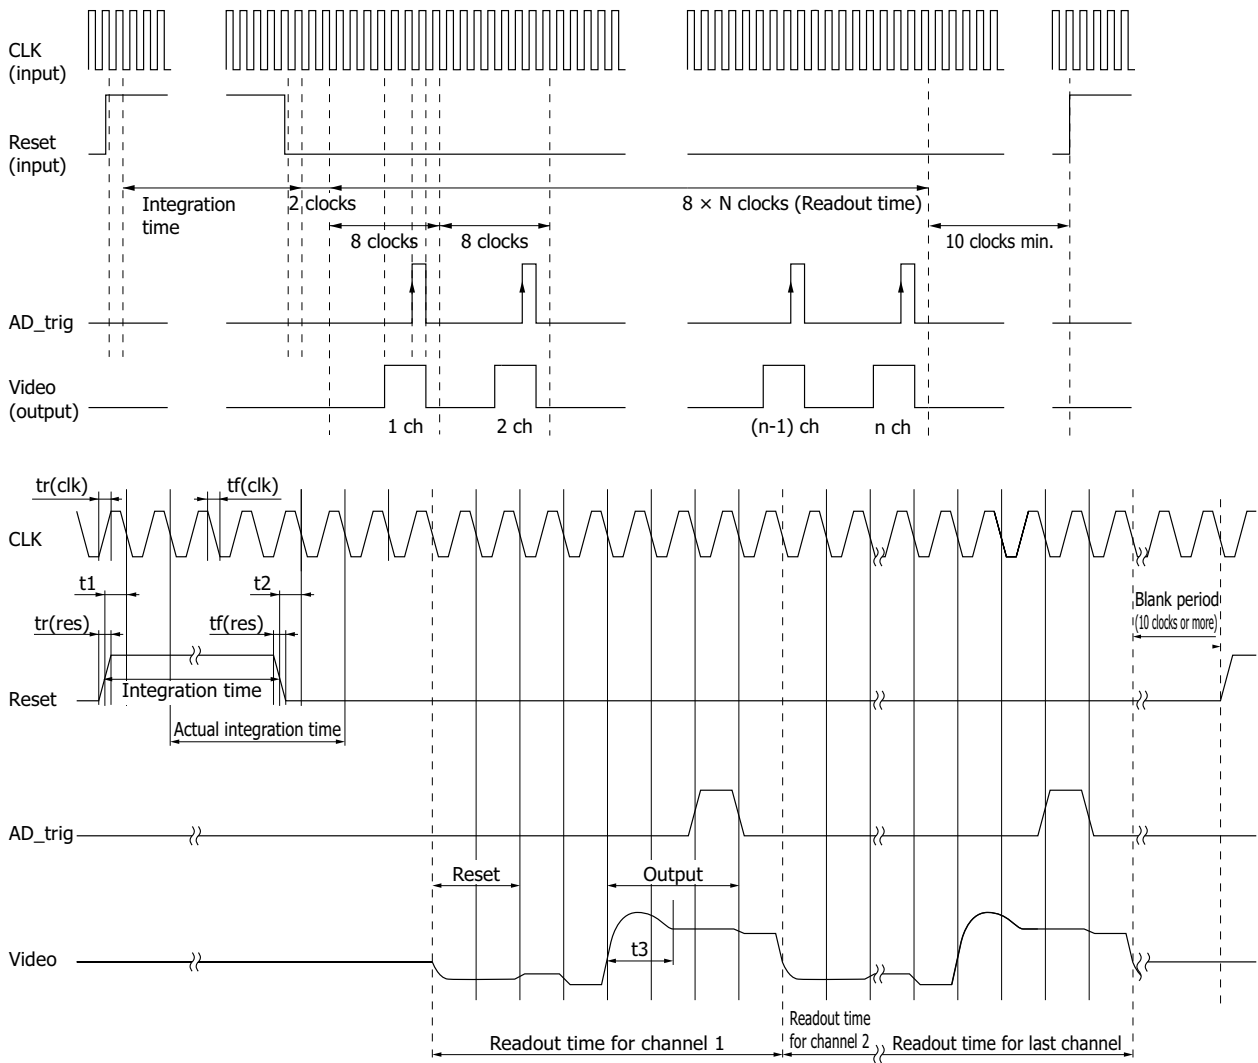 CLK
(input)
Reset
(input)
Integration
time
2 clocks
8 × N clocks (Readout time)
8 clocks
8 clocks
10 clocks min.
AD_trig
Video
(output)
1 ch
2 ch
(n-1) ch
n ch
tr(clk)
tf(clk)
CLK
t1
t2
tr(res)
tf(res)
Blank period
(10 clocks or more)
Integration time
Reset
Actual integration time
AD_trig
Reset
Output
t3
Video
Readout time for channel 1
Readout time
for channel 2
Readout time for last channel